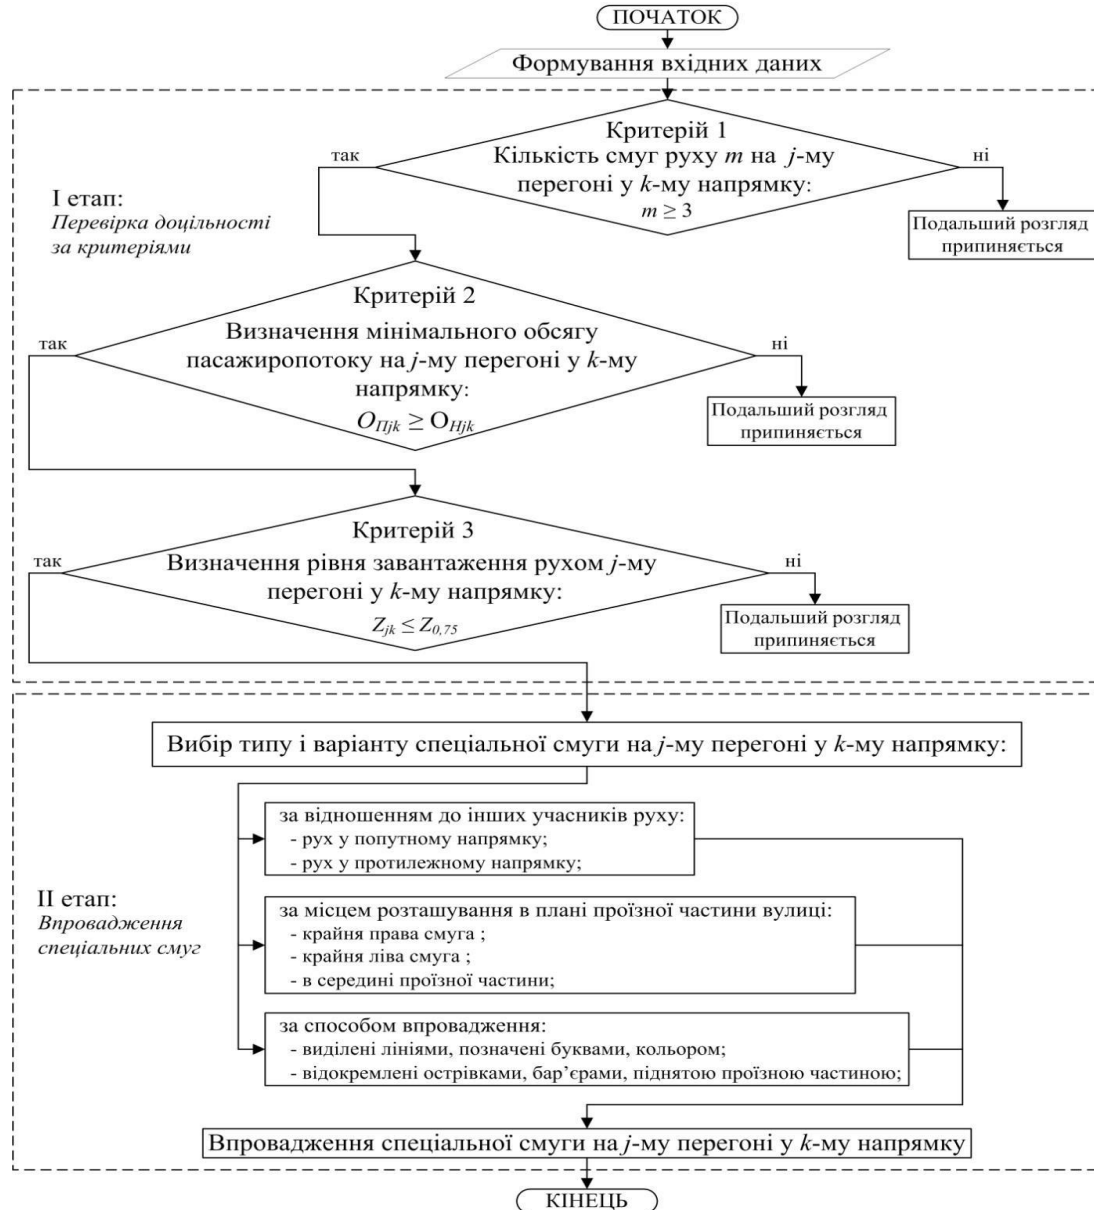 ПОЧАТОК
Формування вхідних даних
Критерій 1
Кількість смуг руху m на j-му
перегоні у k-му напрямку:
m ≥ 3
так
ні
Подальший розгляд
припиняється
І етап:
Перевірка доцільності
за критеріями
Критерій 2
Визначення мінімального обсягу
пасажиропотоку на j-му перегоні у k-му
напрямку:
O_Пjk ≥ O_Hjk
так
ні
Подальший розгляд
припиняється
Критерій 3
Визначення рівня завантаження рухом j-му
перегоні у k-му напрямку:
Z_jk ≤ Z_0,75
так
ні
Подальший розгляд
припиняється
Вибір типу і варіанту спеціальної смуги на j-му перегоні у k-му напрямку:
за відношенням до інших учасників руху:
- рух у попутному напрямку;
- рух у протилежному напрямку;
ІІ етап:
Впровадження
спеціальних смуг
за місцем розташування в плані проїзної частини вулиці:
- крайня права смуга ;
- крайня ліва смуга ;
- в середині проїзної частини;
за способом впровадження:
- виділені лініями, позначені буквами, кольором;
- відокремлені острівками, бар’єрами, піднятою проїзною частиною;
Впровадження спеціальної смуги на j-му перегоні у k-му напрямку
КІНЕЦЬ